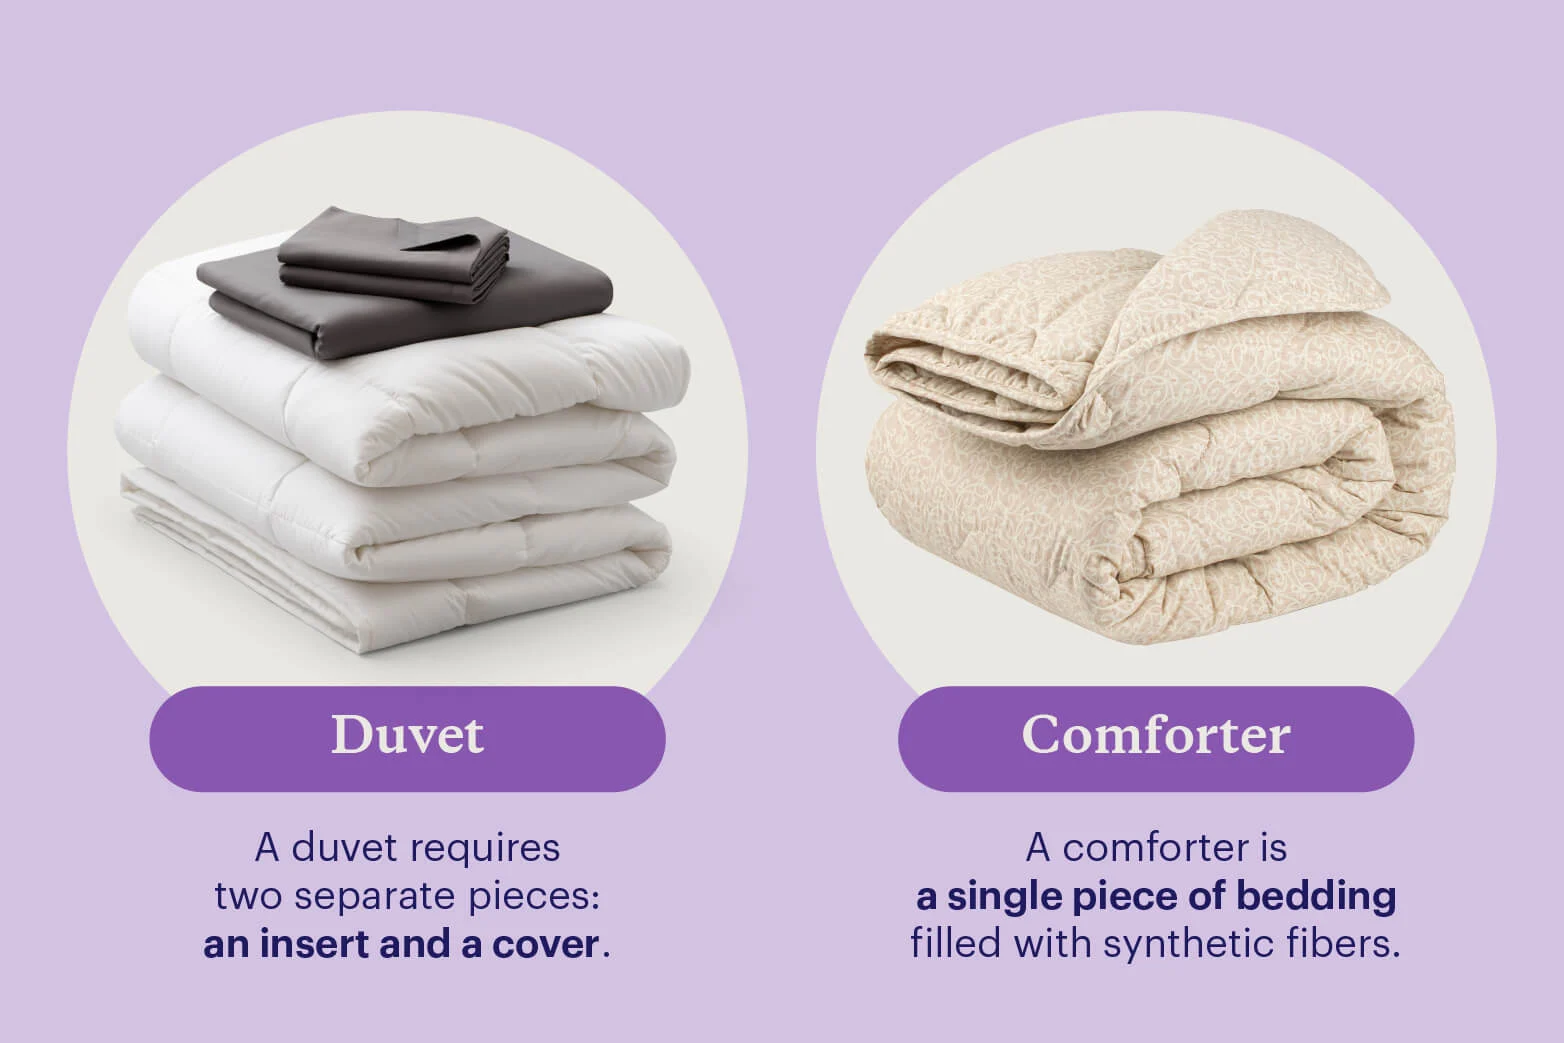 Duvet
A duvet requires
two separate pieces:
an insert and a cover.
Comforter
A comforter is
a single piece of bedding
filled with synthetic fibers.